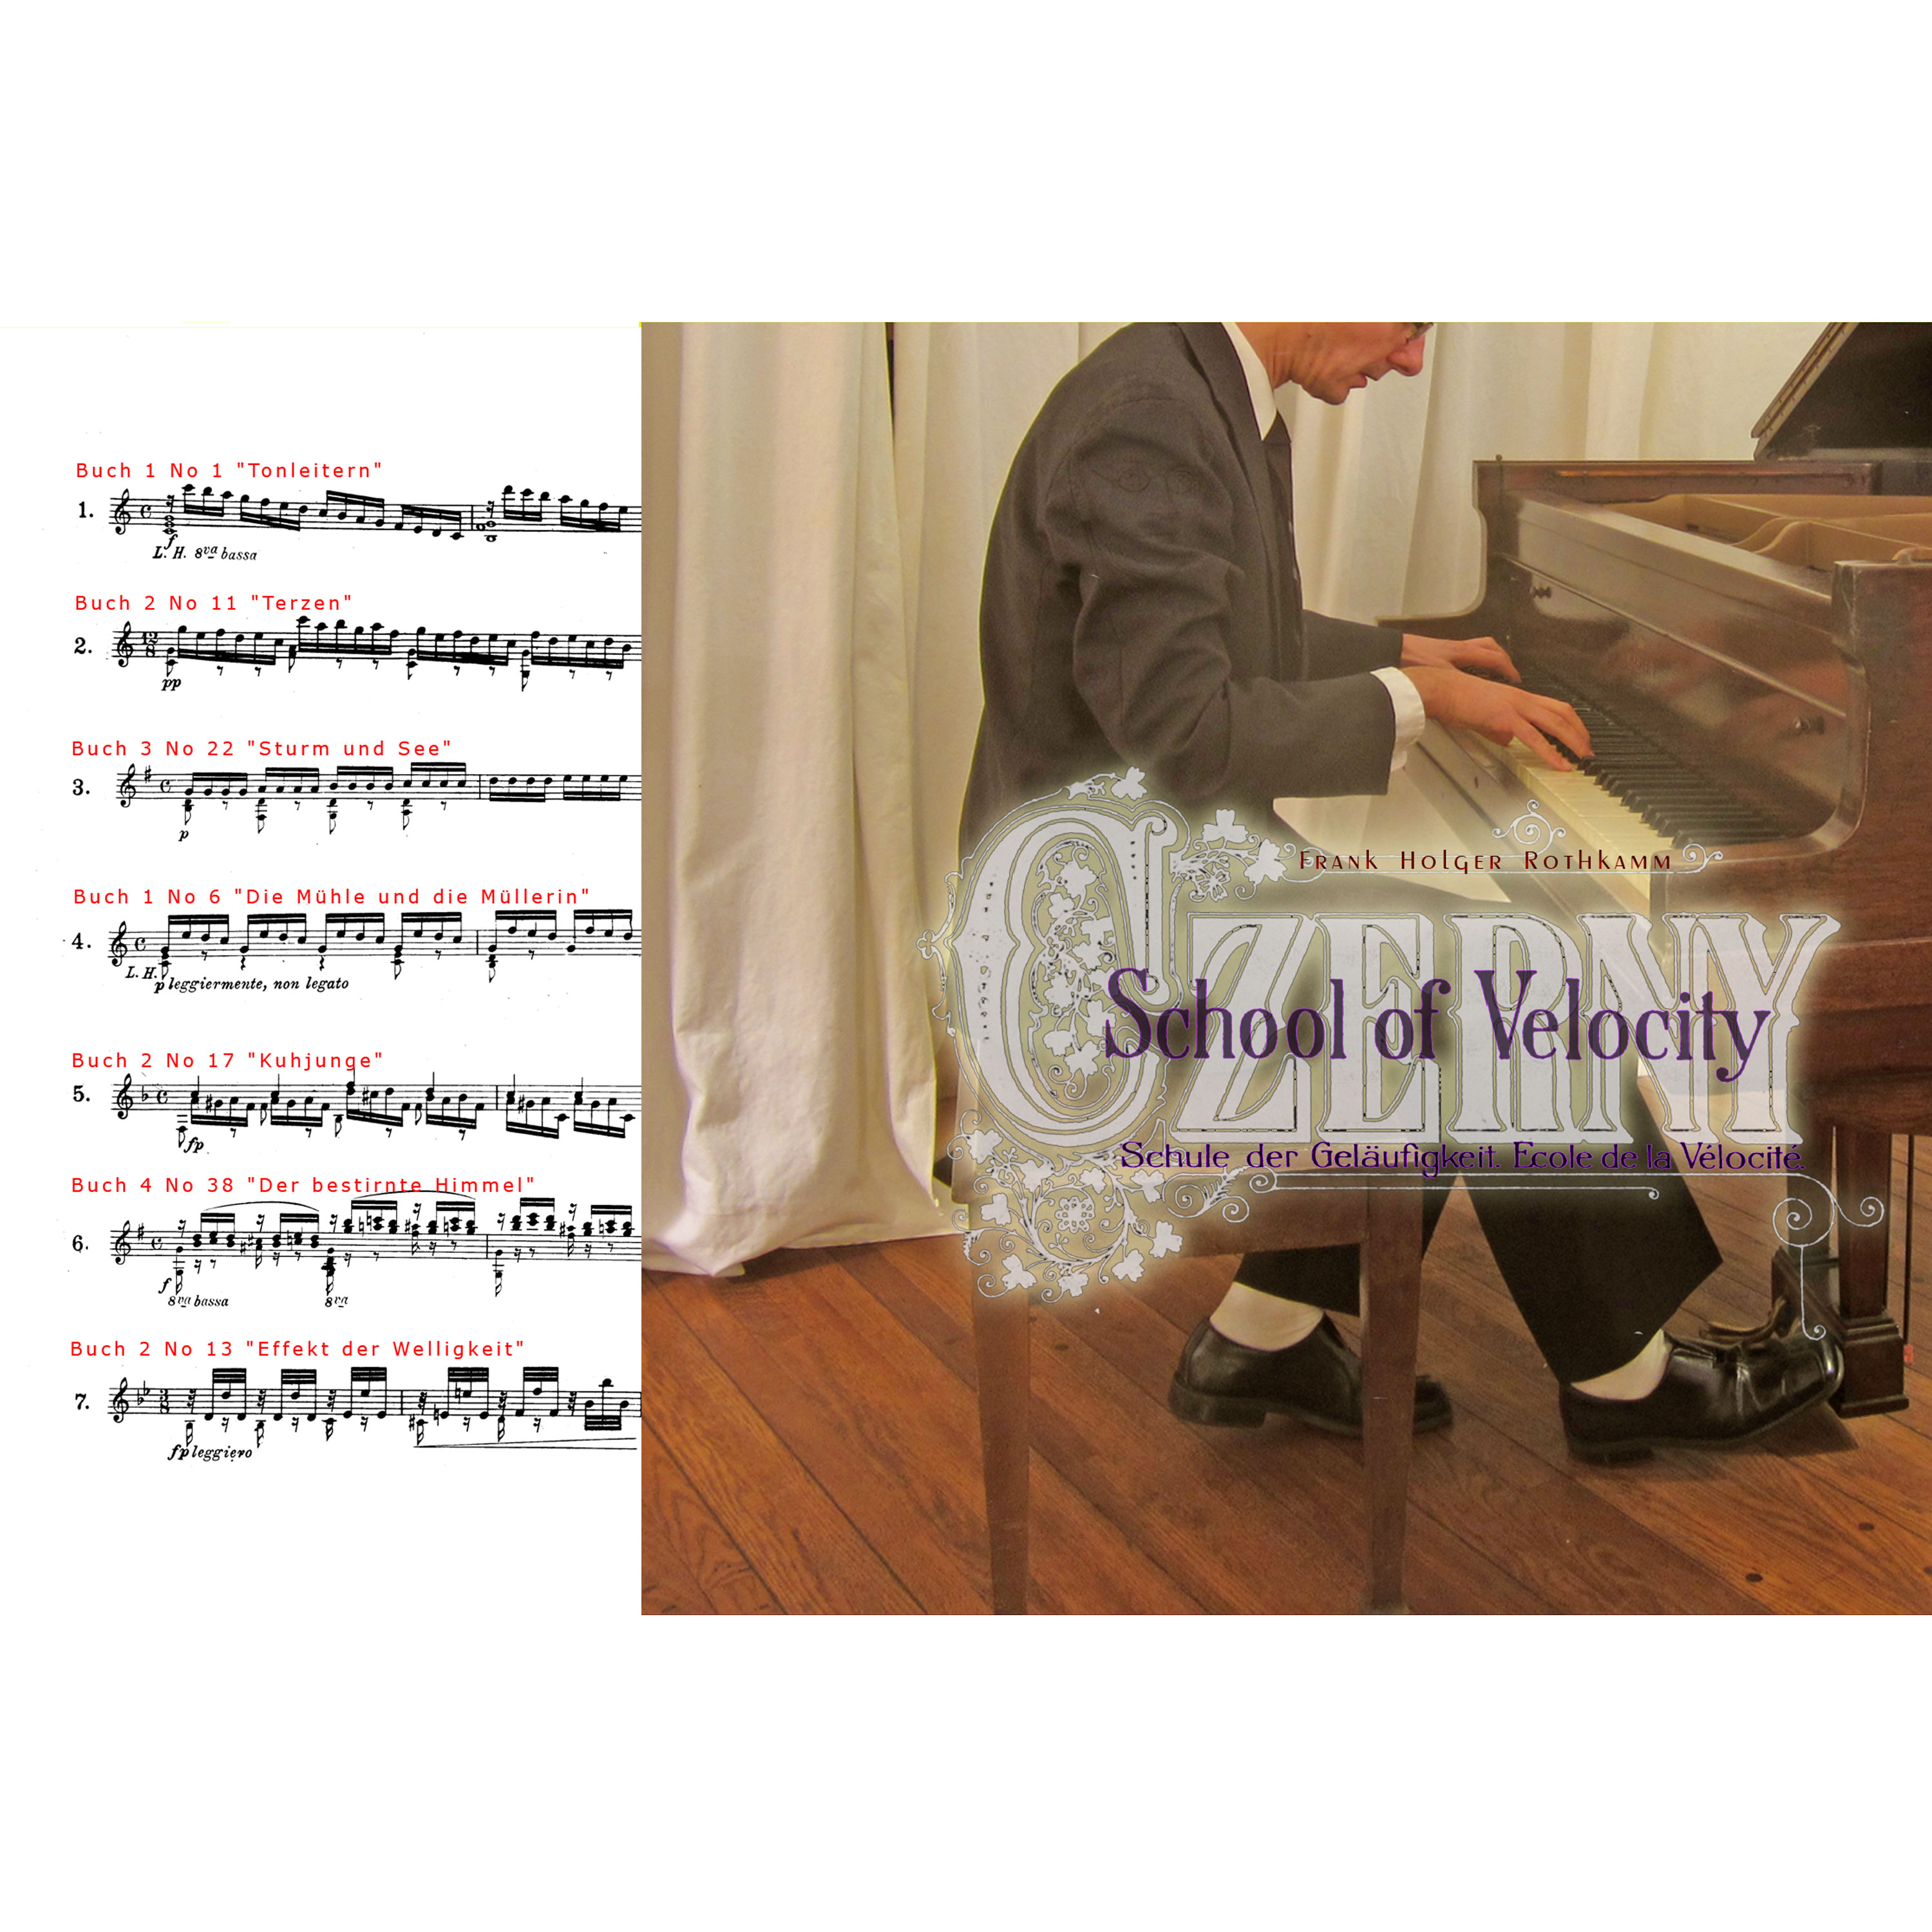 Buch 1 No 1 "Tonleitern"
1.
f
L. H. 8va bassa
Buch 2 No 11 "Terzen"
2.
12
8
pp
Buch 3 No 22 "Sturm und See"
3.
p
Buch 1 No 6 "Die Mühle und die Müllerin"
4.
L. H.
p leggiermente, non legato
Buch 2 No 17 "Kuhjunge"
5.
fp
Buch 4 No 38 "Der bestirnte Himmel"
6.
f
8va bassa
8va
Buch 2 No 13 "Effekt der Welligkeit"
7.
3
8
fp leggiero
Frank Holger Rothkamm
CZERNY
School of Velocity
Schule der Geläufigkeit. Ecole de la Vélocité.